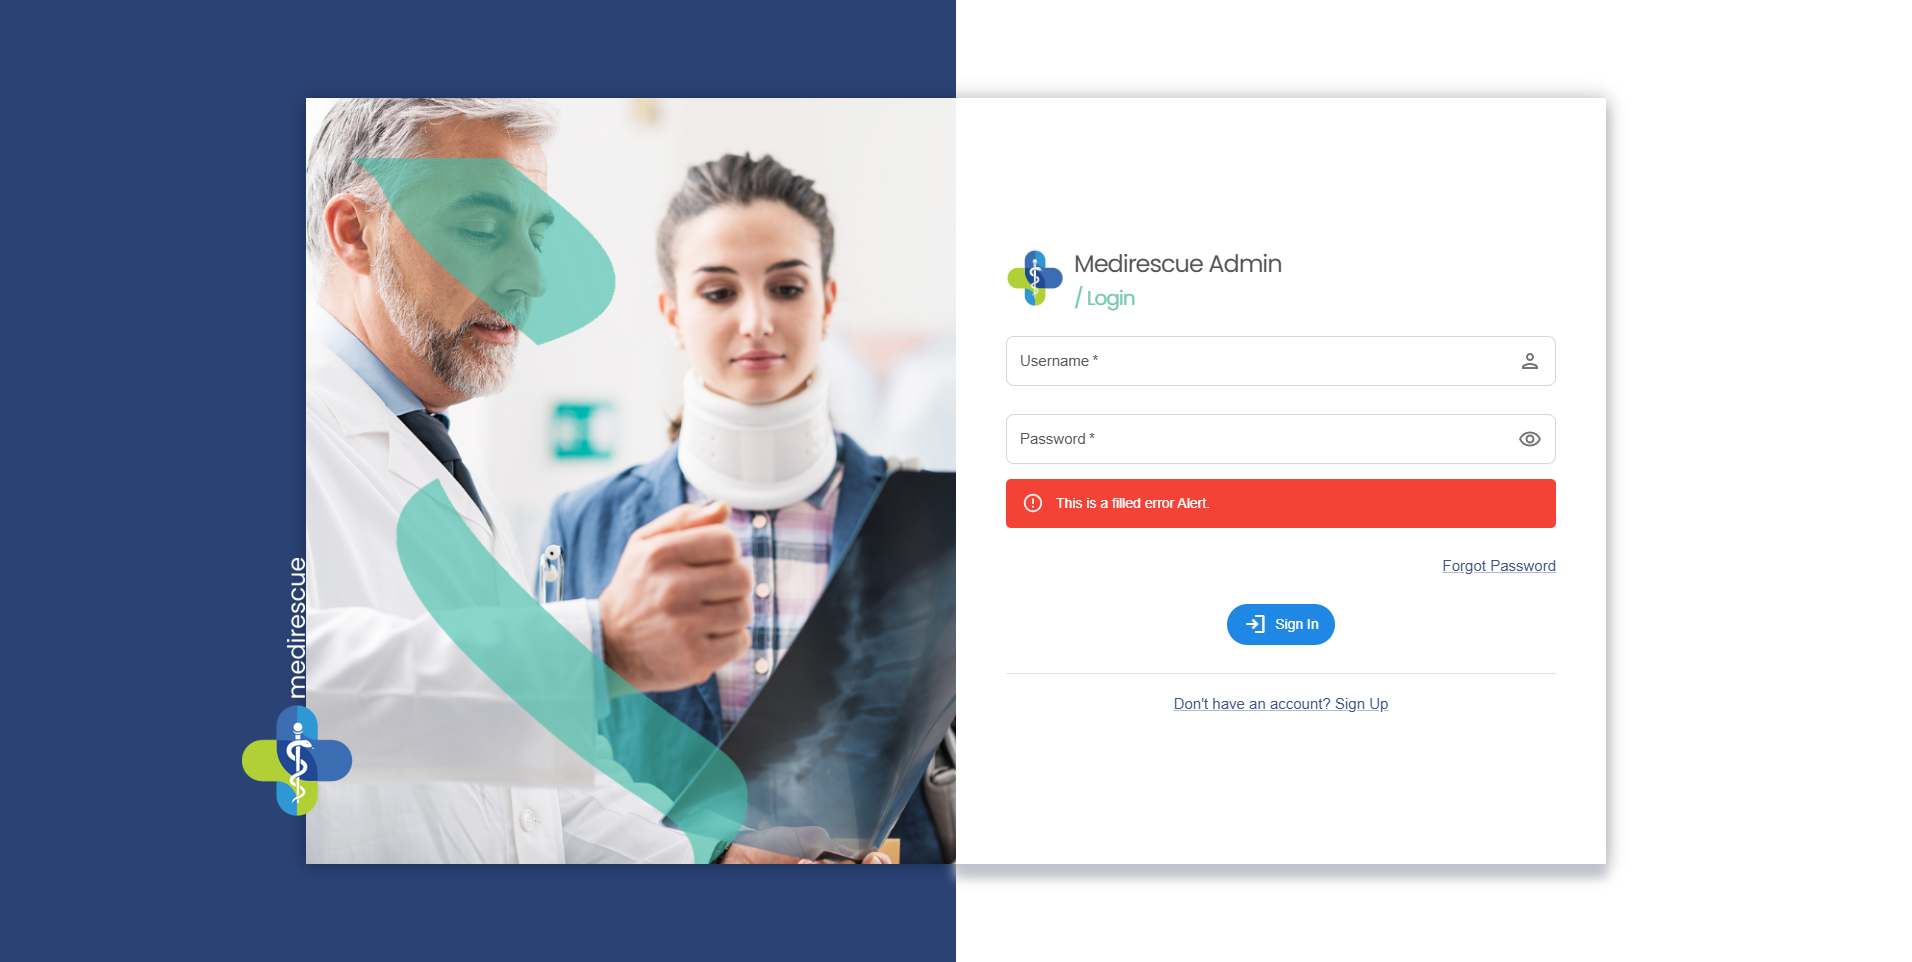 medirescue
Medirescue Admin
/ Login
Username *
Password *
This is a filled error Alert.
Forgot Password
Sign In
Don't have an account? Sign Up